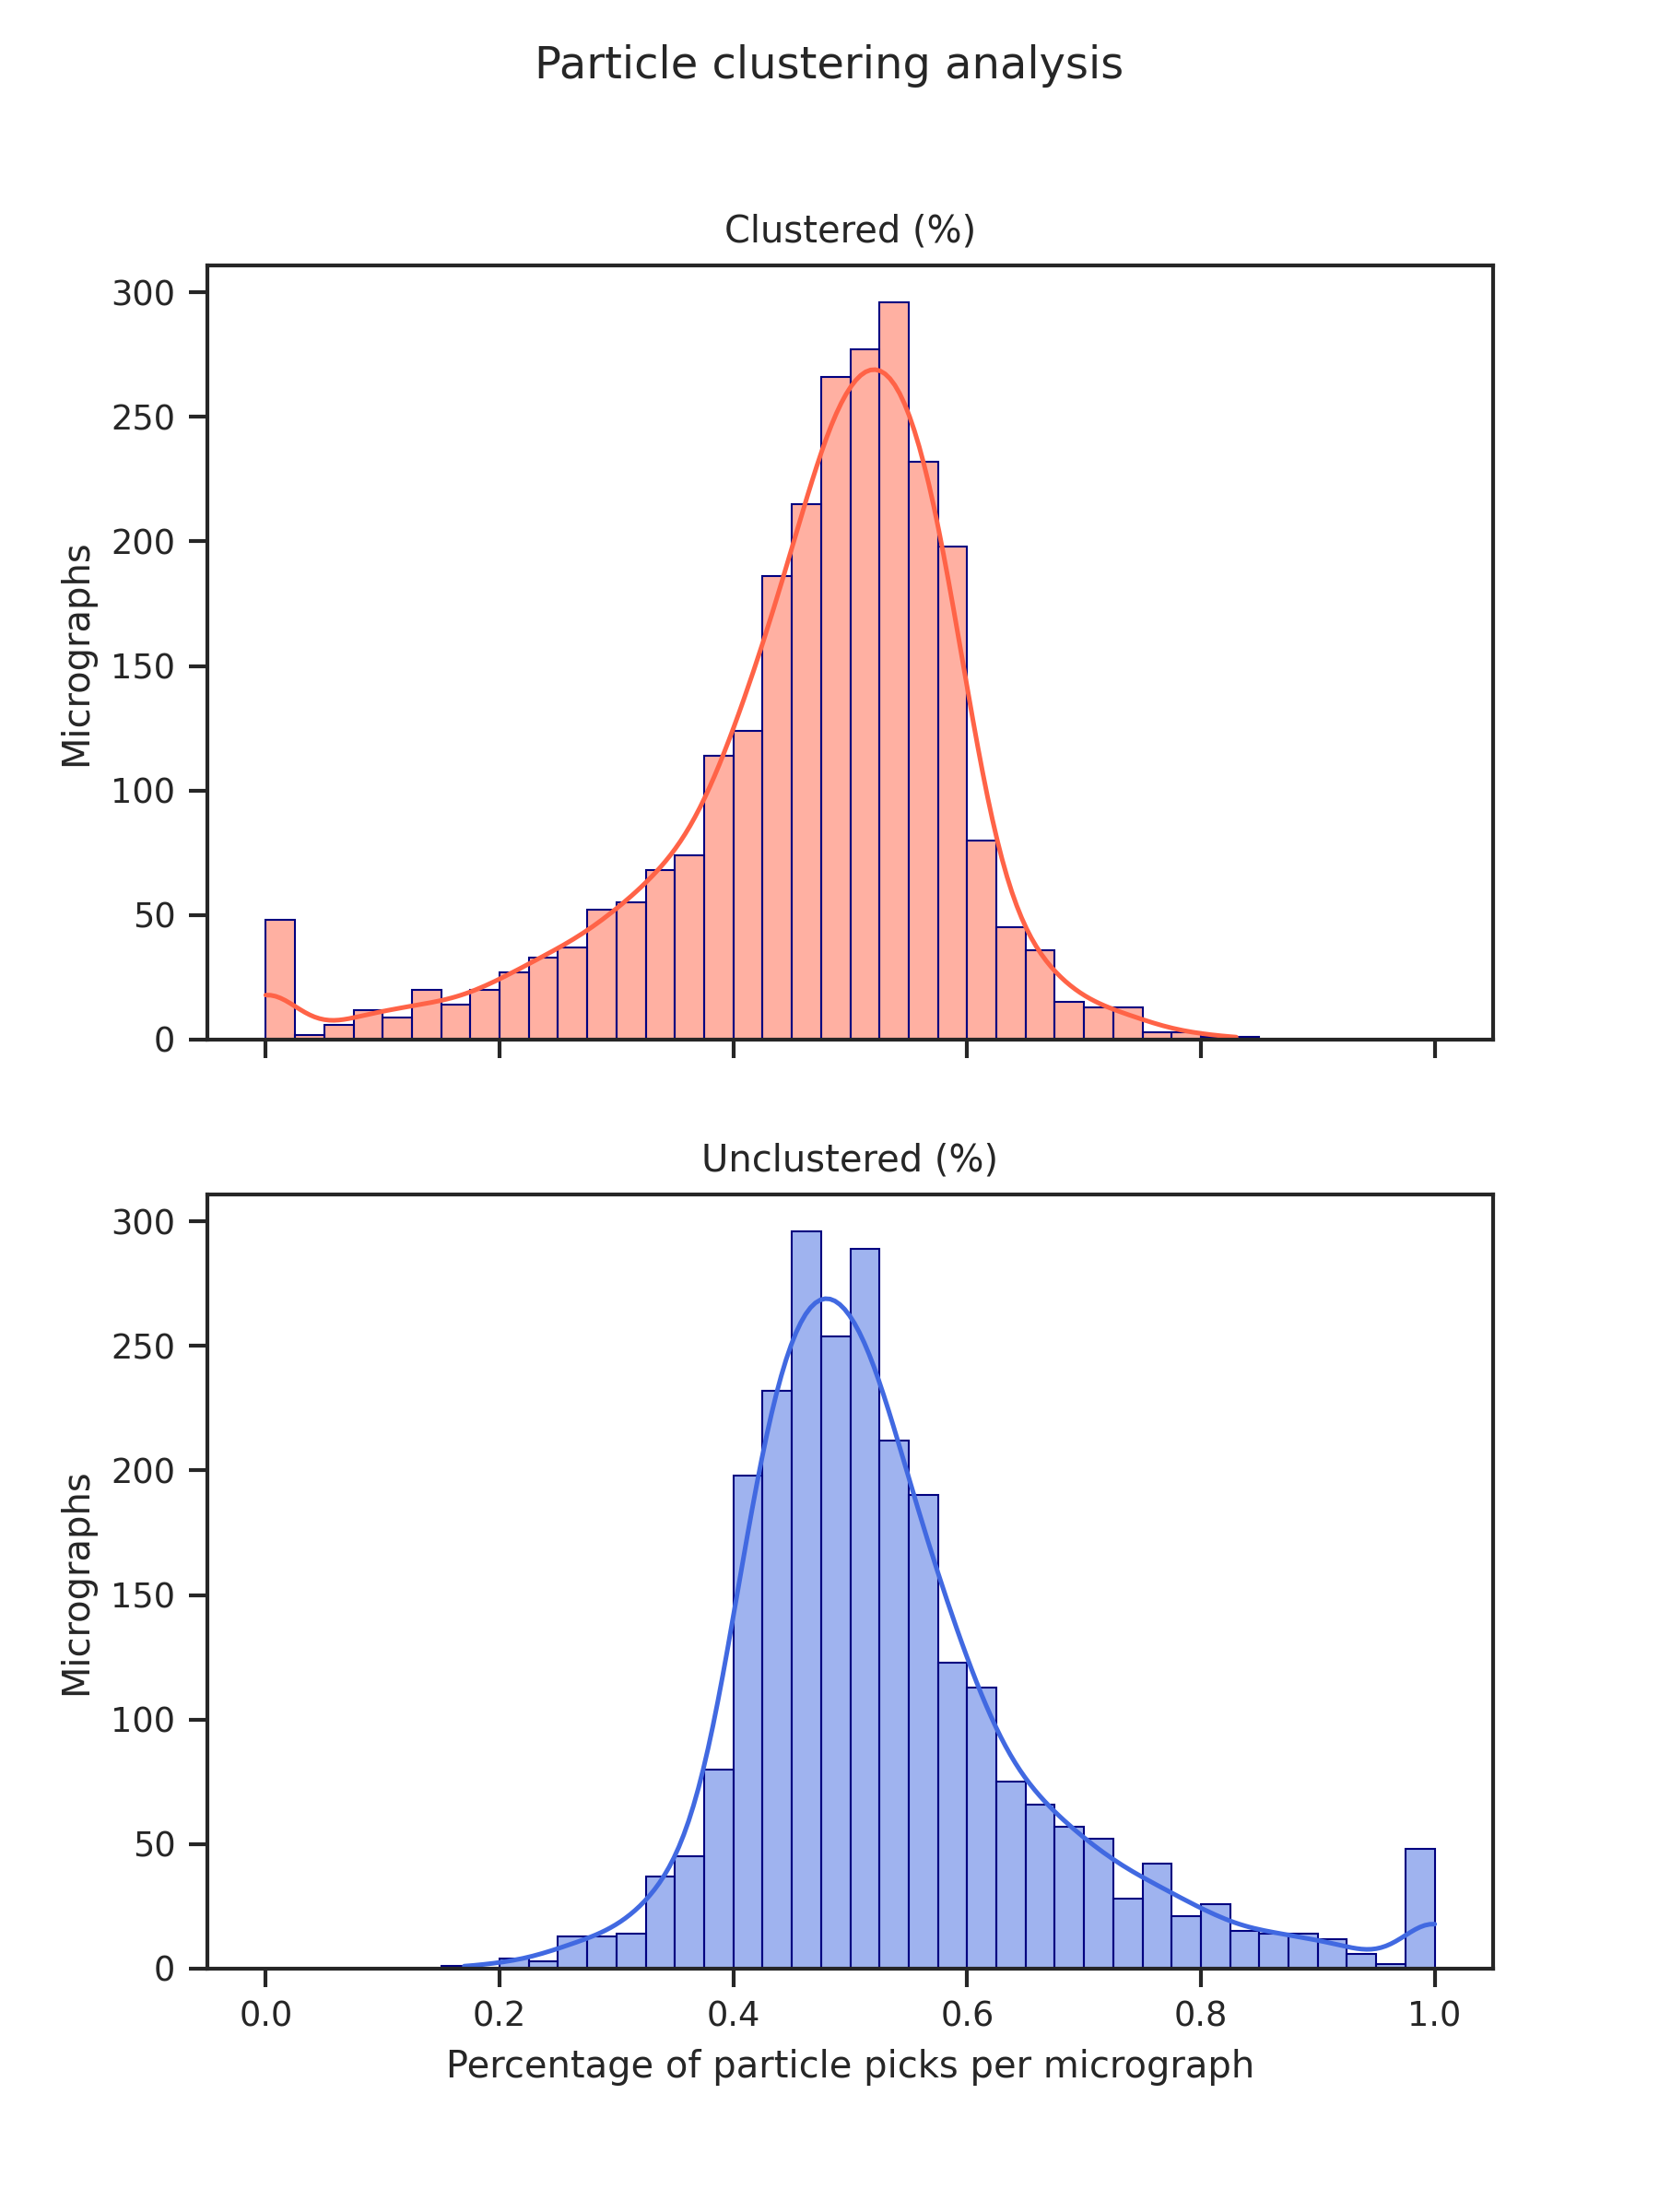 Particle clustering analysis
Clustered (%)
300
250
200
150
100
50
0
Micrographs
Unclustered (%)
300
250
200
150
100
50
0
Micrographs
0.0 0.2 0.4 0.6 0.8 1.0
Percentage of particle picks per micrograph